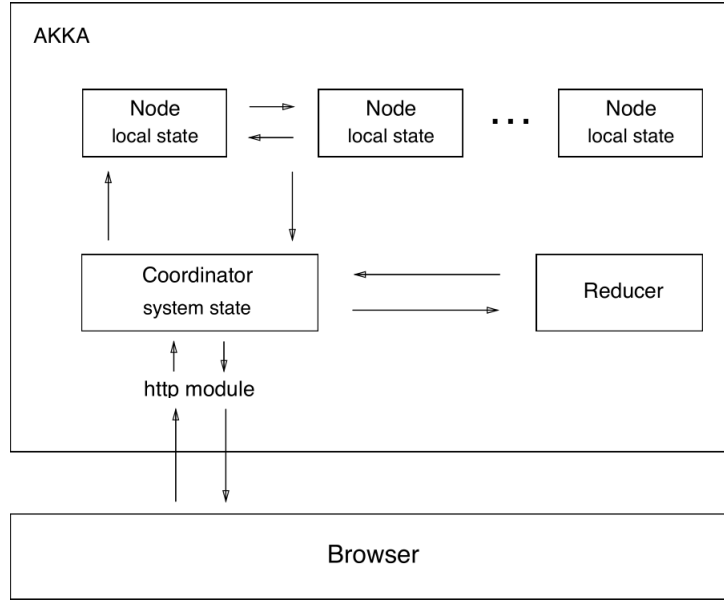 AKKA
Node
local state
Node
local state
...
Node
local state
Coordinator
system state
Reducer
http module
Browser